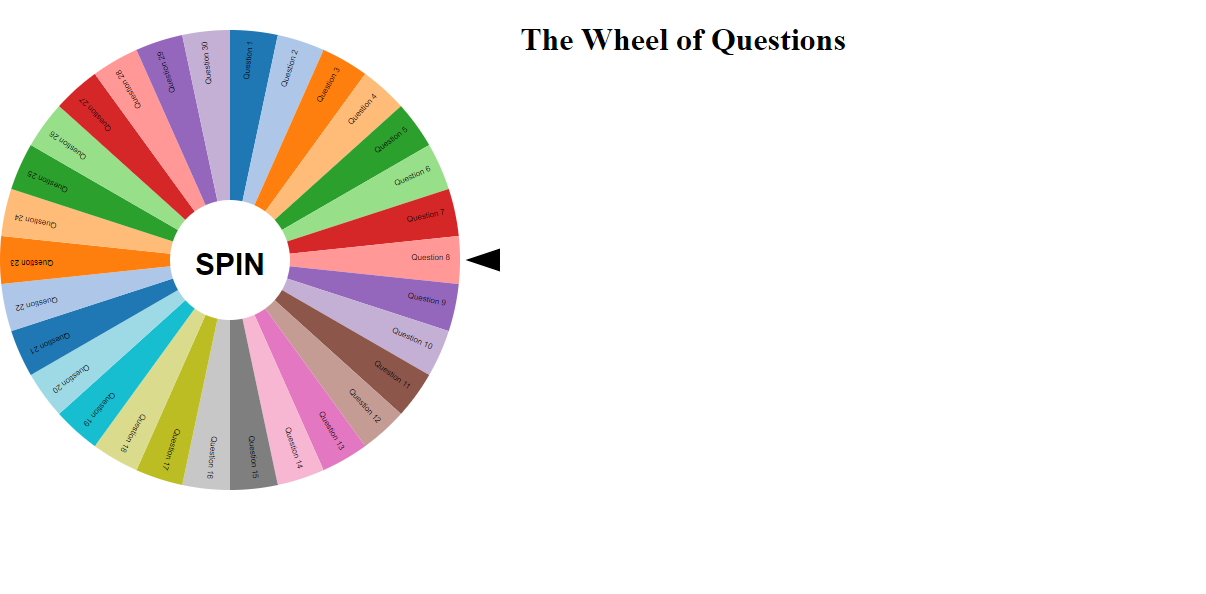 The Wheel of Questions
Question 1
Question 2
Question 3
Question 4
Question 5
Question 6
Question 7
Question 8
Question 9
Question 10
Question 11
Question 12
Question 13
Question 14
Question 15
Question 16
Question 17
Question 18
Question 19
Question 20
Question 21
Question 22
Question 23
Question 24
Question 25
Question 26
Question 27
Question 28
Question 29
Question 30
SPIN